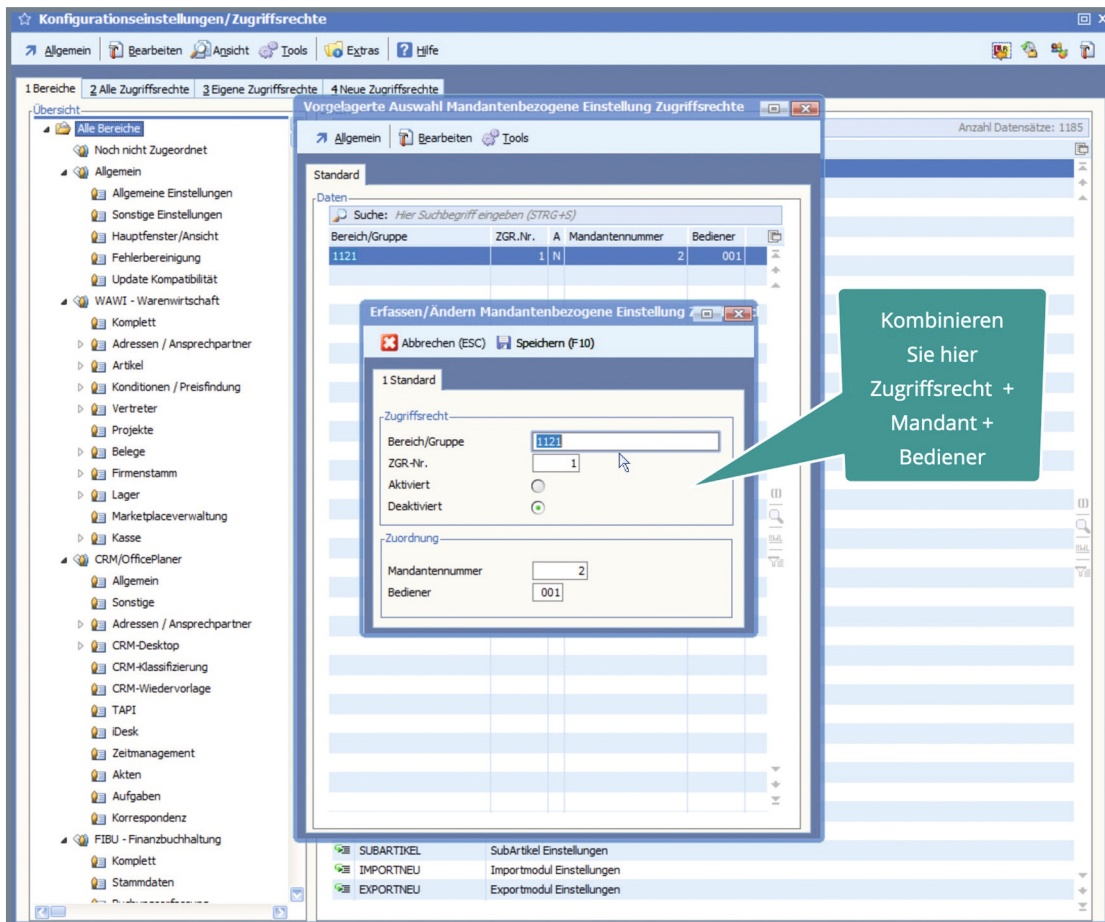 Konfigurationseinstellungen/Zugriffsrechte
Allgemein Bearbeiten Ansicht Tools Extras Hilfe
1 Bereiche 2 Alle Zugriffsrechte 3 Eigene Zugriffsrechte 4 Neue Zugriffsrechte
Übersicht
Alle Bereiche
Noch nicht Zugeordnet
Allgemein
Allgemeine Einstellungen
Sonstige Einstellungen
Hauptfenster/Ansicht
Fehlerbereinigung
Update Kompatibilität
WAWI - Warenwirtschaft
Komplett
Adressen / Ansprechpartner
Artikel
Konditionen / Preisfindung
Vertreter
Projekte
Belege
Firmenstamm
Lager
Marketplaceverwaltung
Kasse
CRM/OfficePlaner
Allgemein
Sonstige
Adressen / Ansprechpartner
CRM-Desktop
CRM-Klassifizierung
CRM-Wiedervorlage
TAPI
iDesk
Zeitmanagement
Akten
Aufgaben
Korrespondenz
FIBU - Finanzbuchhaltung
Komplett
Stammdaten
Anzahl Datensätze: 1185
Vorgelagerte Auswahl Mandantenbezogene Einstellung Zugriffsrechte
Allgemein Bearbeiten Tools
Standard
Daten
Suche: Hier Suchbegriff eingeben (STRG+S)
Bereich/Gruppe ZGR.Nr. A Mandantennummer Bediener
1121 1 N 2 001
Erfassen/Ändern Mandantenbezogene Einstellung
Abbrechen (ESC) Speichern (F10)
1 Standard
Zugriffsrecht
Bereich/Gruppe 1121
ZGR-Nr. 1
Aktiviert
Deaktiviert
Zuordnung
Mandantennummer 2
Bediener 001
Kombinieren
Sie hier
Zugriffsrecht +
Mandant +
Bediener
SUBARTIKEL SubArtikel Einstellungen
IMPORTNEU Importmodul Einstellungen
EXPORTNEU Exportmodul Einstellungen